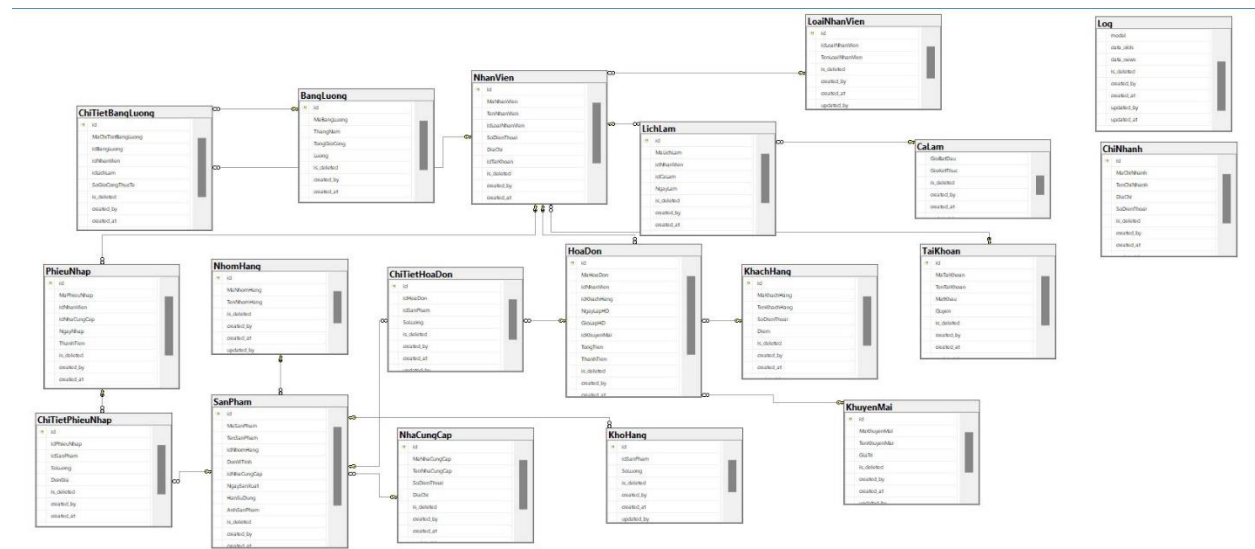 LoaiNhanVien
Id
IdLoaiNhanVien
TenLoaiNhanVien
is_deleted
created_by
created_at
updated_by
Log
model
is_deleted
created_by
created_at
updated_by
updated_at
NhanVien
Id
MaNhanVien
TenNhanVien
IdLoaiNhanVien
SoDienThoai
DiaChi
IdTaiKhoan
is_deleted
created_by
created_at
BangLuong
Id
MaBangLuong
ThangNam
TongGioCong
Luong
is_deleted
created_by
created_at
ChiTietBangLuong
Id
MaChiTietBangLuong
IdBangLuong
IdNhanVien
IdLichLam
SoGioCongThucTe
is_deleted
created_by
created_at
LichLam
Id
MaLichLam
IdNhanVien
IdCaLam
NgayLam
is_deleted
created_by
created_at
CaLam
GioBatDau
GioKetThuc
is_deleted
created_by
created_at
ChiNhanh
Id
MaChiNhanh
TenChiNhanh
DiaChi
SoDienThoai
is_deleted
created_by
created_at
PhieuNhap
Id
MaPhieuNhap
IdNhanVien
IdNhaCungCap
NgayNhap
ThanhTien
is_deleted
created_by
created_at
NhomHang
Id
MaNhomHang
TenNhomHang
is_deleted
created_by
created_at
updated_by
ChiTietHoaDon
Id
IdHoaDon
IdSanPham
SoLuong
is_deleted
created_by
created_at
updated_by
HoaDon
Id
MaHoaDon
IdNhanVien
IdKhachHang
NgayLapHD
GioLapHD
IdKhuyenMai
TongTien
ThanhTien
is_deleted
created_by
created_at
KhachHang
Id
MaKhachHang
TenKhachHang
SoDienThoai
Diem
is_deleted
created_by
created_at
TaiKhoan
Id
MaTaiKhoan
TenTaiKhoan
MatKhau
Quyen
is_deleted
created_by
created_at
ChiTietPhieuNhap
Id
IdPhieuNhap
IdSanPham
SoLuong
DonGia
is_deleted
created_by
created_at
SanPham
Id
MaSanPham
TenSanPham
IdNhomHang
DonViTinh
IdNhaCungCap
NgaySanXuat
HanSuDung
AnhSanPham
is_deleted
created_by
created_at
NhaCungCap
Id
MaNhaCungCap
TenNhaCungCap
SoDienThoai
DiaChi
is_deleted
created_by
created_at
KhoHang
Id
IdSanPham
SoLuong
is_deleted
created_by
created_at
updated_by
KhuyenMai
Id
MaKhuyenMai
TenKhuyenMai
GiaTri
is_deleted
created_by
created_at
updated_by